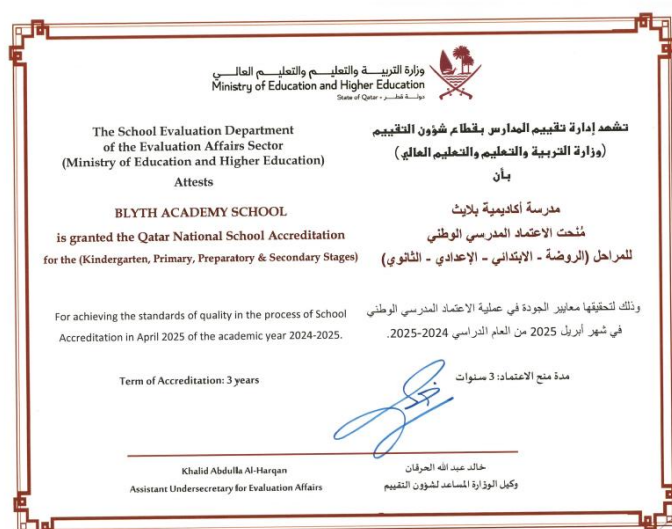 وزارة التربيـــة والتعليـــم والتعليم العالـــي
Ministry of Education and Higher Education
دولـة قطـر • State of Qatar
The School Evaluation Department
of the Evaluation Affairs Sector
(Ministry of Education and Higher Education)
Attests
BLYTH ACADEMY SCHOOL
is granted the Qatar National School Accreditation
for the (Kindergarten, Primary, Preparatory & Secondary Stages)
For achieving the standards of quality in the process of School
Accreditation in April 2025 of the academic year 2024-2025.
Term of Accreditation: 3 years
Khalid Abdulla Al-Harqan
Assistant Undersecretary for Evaluation Affairs
تشهد إدارة تقييم المدارس بقطاع شؤون التقييم
(وزارة التربية والتعليم والتعليم العالي)
بأن
مدرسة أكاديمية بلايث
مُنحت الاعتماد المدرسي الوطني
للمراحل (الروضة - الابتدائي - الإعدادي - الثانوي)
وذلك لتحقيقها معايير الجودة في عملية الاعتماد المدرسي الوطني
في شهر أبريل 2025 من العام الدراسي 2024-2025.
مدة منح الاعتماد: 3 سنوات
خالد عبد الله الحرقان
وكيل الوزارة المساعد لشؤون التقييم